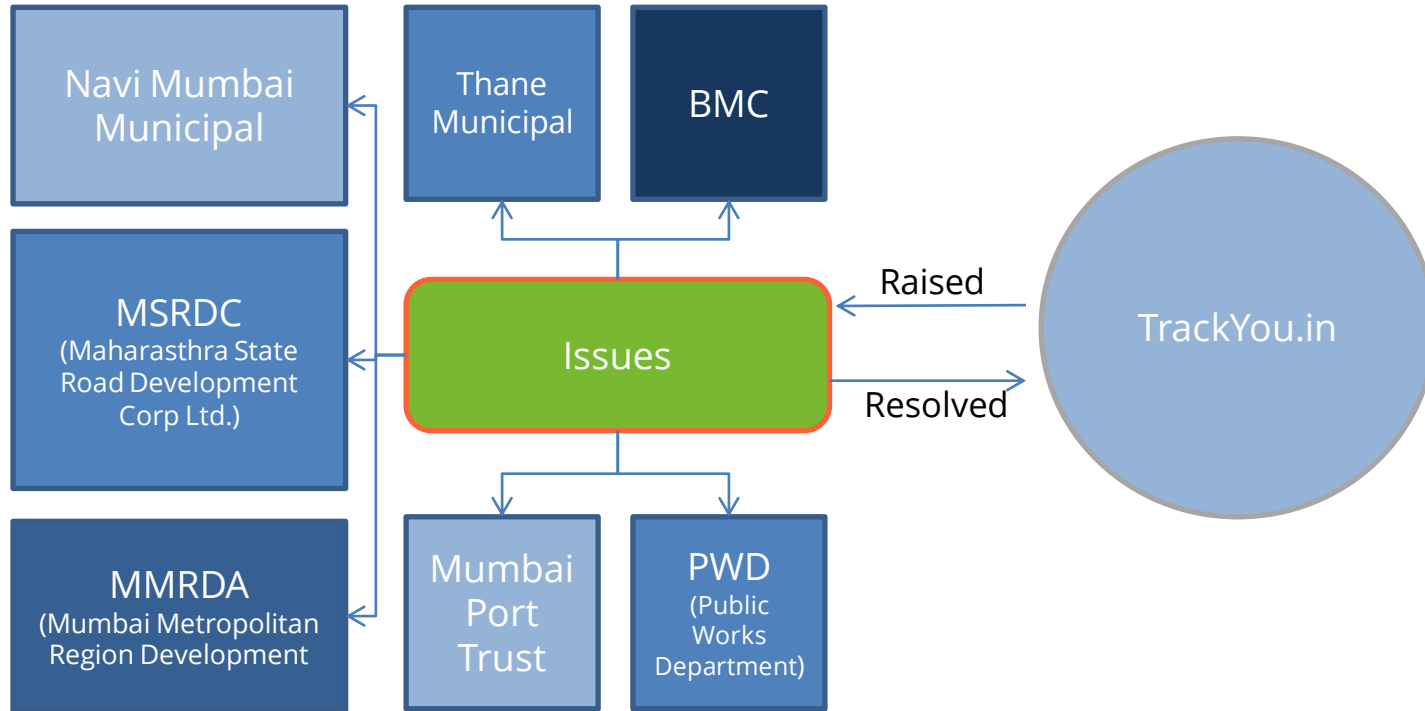 Navi Mumbai
Municipal
Thane
Municipal
BMC
MSRDC
(Maharasthra State
Road Development
Corp Ltd.)
Issues
Raised
Resolved
TrackYou.in
MMRDA
(Mumbai Metropolitan
Region Development
Mumbai
Port
Trust
PWD
(Public
Works
Department)